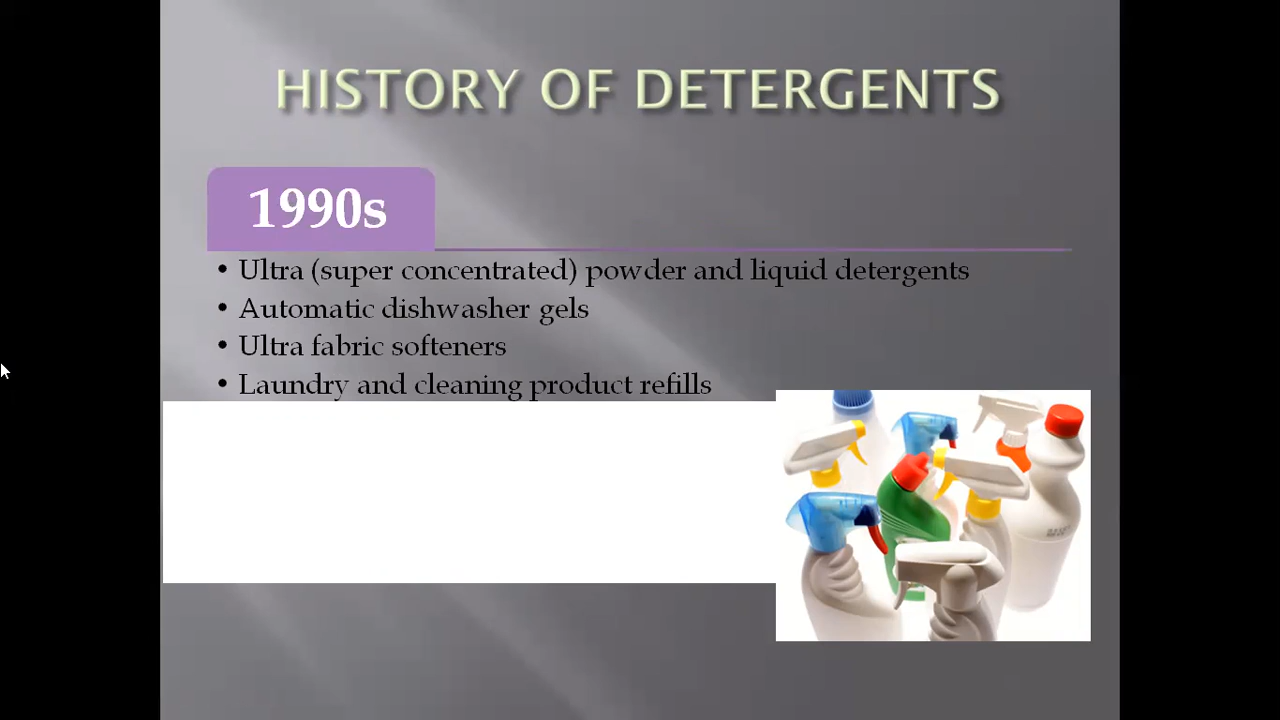 HISTORY OF DETERGENTS
1990s
• Ultra (super concentrated) powder and liquid detergents
• Automatic dishwasher gels
• Ultra fabric softeners
• Laundry and cleaning product refills